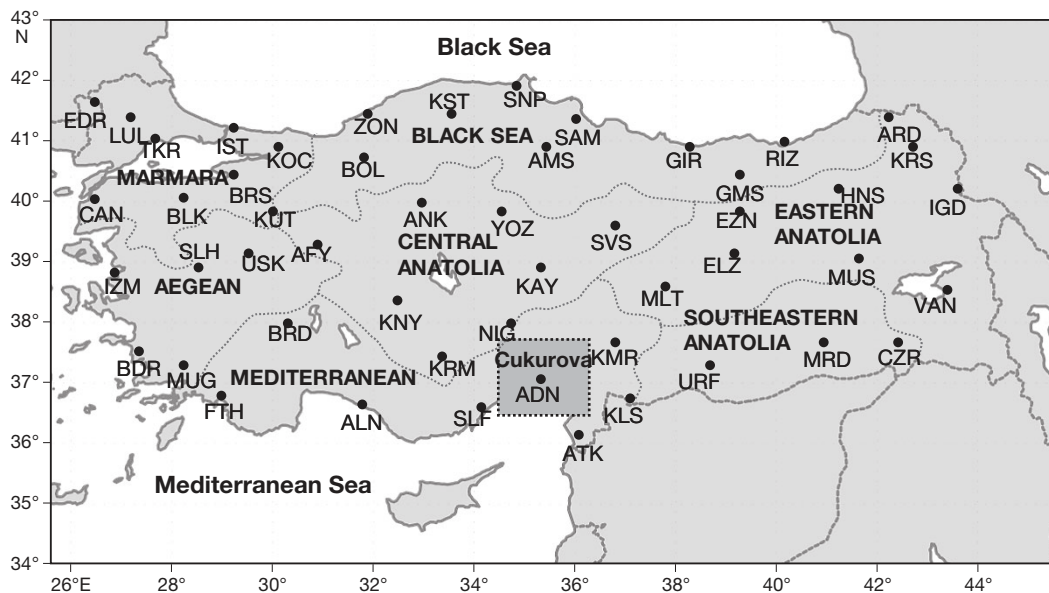 43°
N
Black Sea
42°
KST
SNP
EDR
ZON
LUL
IST
BLACK SEA
SAM
ARD
41°
TKR
KOC
BOL
AMS
GIR
RIZ
KRS
MARMARA
BRS
GMS
HNS
40°
CAN
BLK
KUT
ANK
YOZ
EZN
EASTERN
ANATOLIA
IGD
SLH
AFY
CENTRAL
ANATOLIA
SVS
39°
IZM
USK
ELZ
MUS
AEGEAN
KAY
MLT
VAN
38°
BRD
KNY
NIG
SOUTHEASTERN
ANATOLIA
Cukurova
KMR
MRD
CZR
37°
BDR
MUG
MEDITERRANEAN
KRM
ADN
URF
FTH
ALN
SLF
KLS
36°
ATK
Mediterranean Sea
35°
34°
26°E
28°
30°
32°
34°
36°
38°
40°
42°
44°